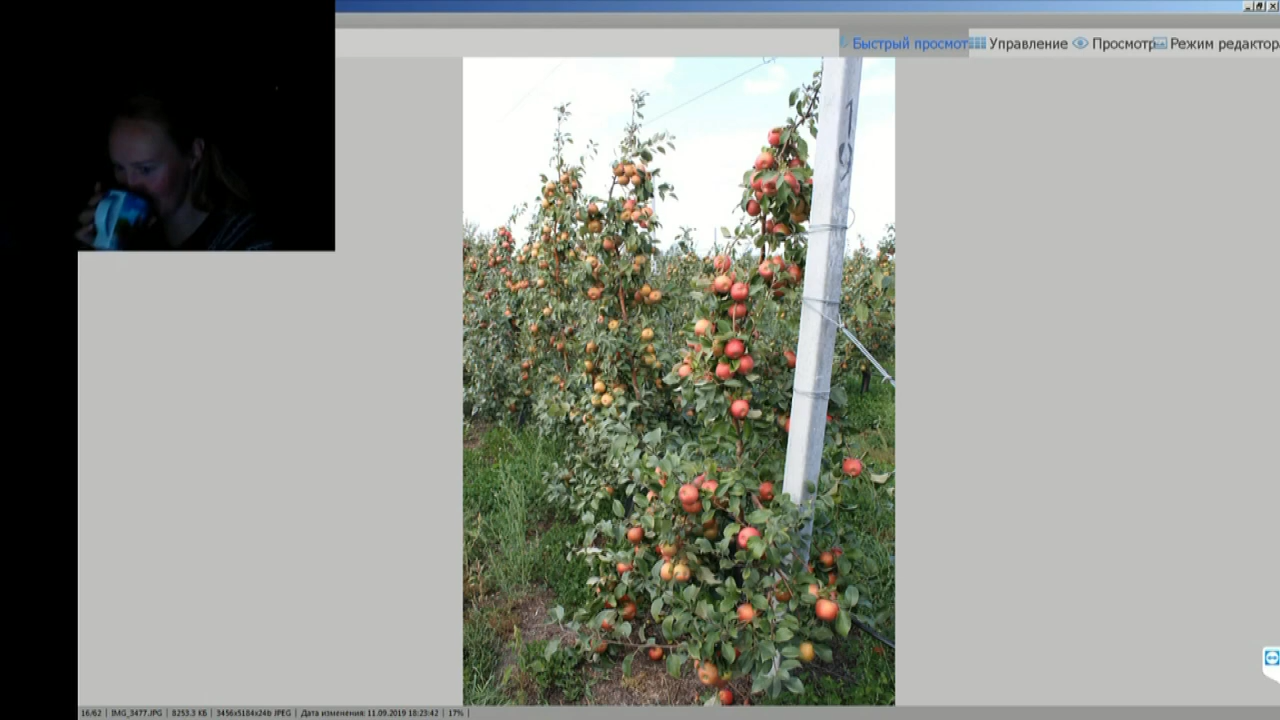 Быстрый просмот Управление Просмотр Режим редактор
16/62 | IMG_3477.JPG | 8253.3 КБ | 3456x5184x24b JPEG | Дата изменения: 11.09.2019 18:23:42 | 17% |